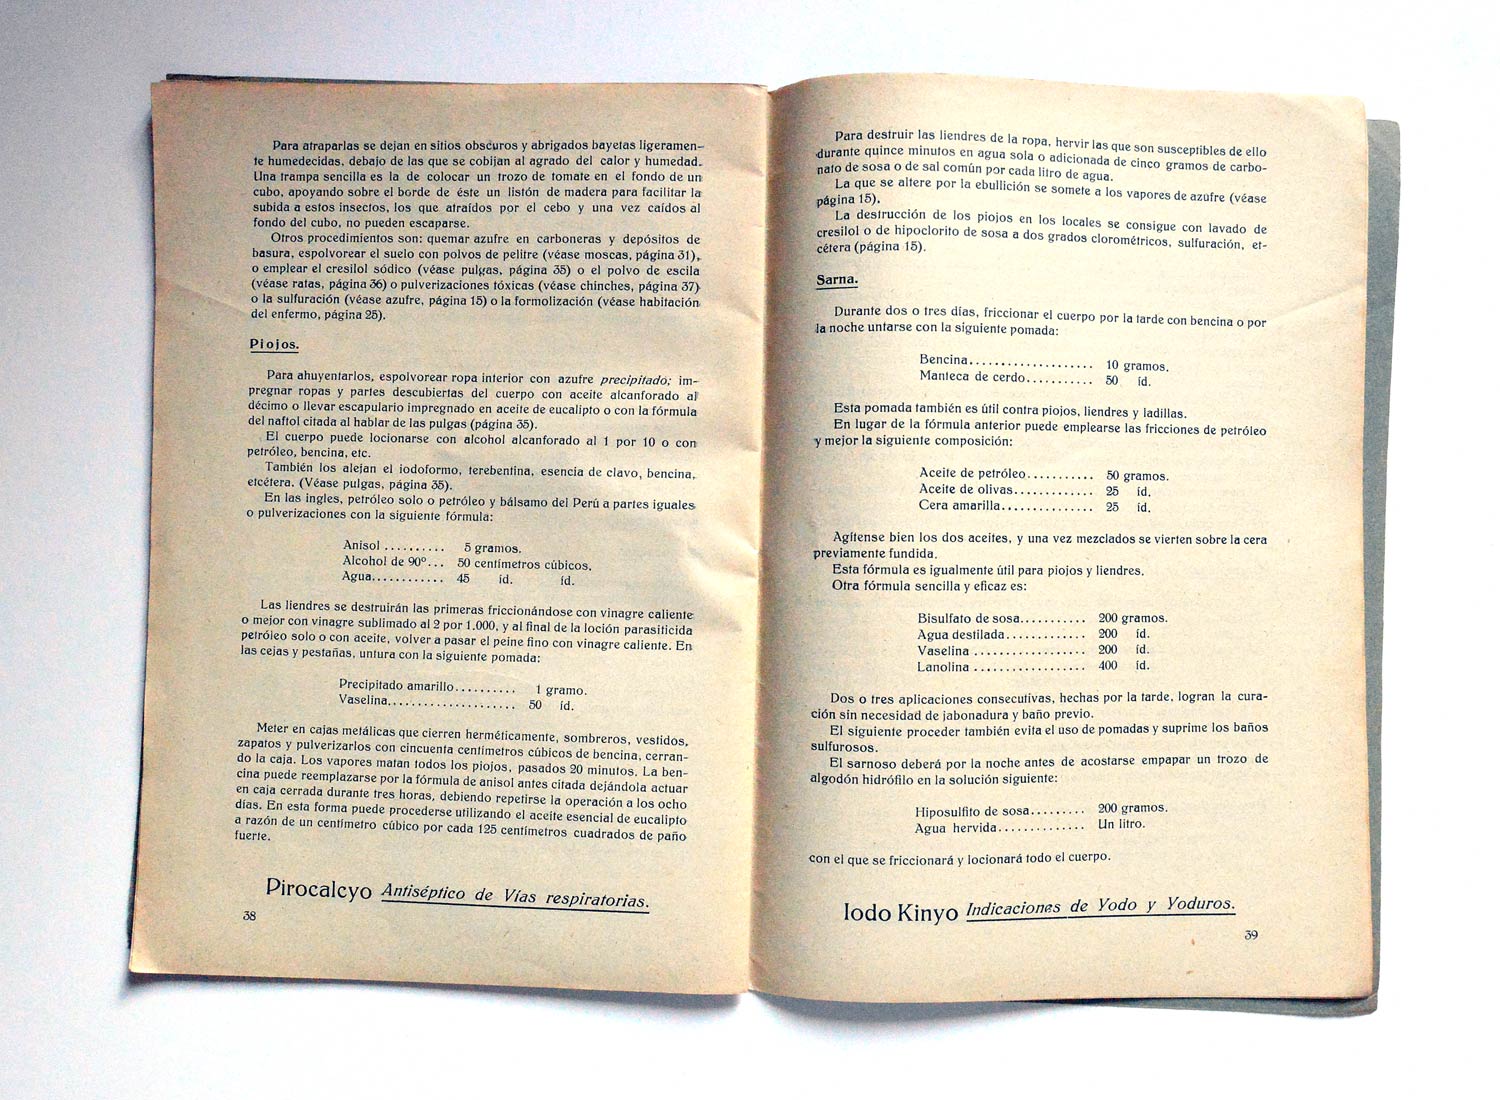 Para atraparlas se dejan en sitios obscuros y abrigados bayetas ligeramen-
te humedecidas, debajo de las que se cobijan al agrado del calor y humedad.
Una trampa sencilla es la de colocar un trozo de tomate en el fondo de un
cubo, apoyando sobre el borde de éste un listón de madera para facilitar la
subida a estos insectos, los que atraídos por el cebo y una vez caídos al
fondo del cubo, no pueden escaparse.
Otros procedimientos son: quemar azufre en carboneras y depósitos de
basura, espolvorear el suelo con polvos de pelitre (véase moscas, página 31),
o emplear el cresilol sódico (véase pulgas, página 35) o el polvo de escila
(véase ratas, página 36) o pulverizaciones tóxicas (véase chinches, página 37)
o la sulfuración (véase azufre, página 15) o la formolización (véase habitación
del enfermo, página 25).
Piojos.
Para ahuyentarlos, espolvorear ropa interior con azufre precipitado; im-
pregnar ropas y partes descubiertas del cuerpo con aceite alcanforado al
décimo o llevar escapulario impregnado en aceite de eucalipto o con la fórmula
del naftol citada al hablar de las pulgas (página 35).
El cuerpo puede locionarse con alcohol alcanforado al 1 por 10 o con
petróleo, bencina, etc.
También los alejan el iodoformo, terebentina, esencia de clavo, bencina,
etcétera. (Véase pulgas, página 35).
En las ingles, petróleo solo o petróleo y bálsamo del Perú a partes iguales
o pulverizaciones con la siguiente fórmula:
Anisol .......... 5 gramos.
Alcohol de 90º... 50 centímetros cúbicos.
Agua............ 45 íd. íd.
Las liendres se destruirán las primeras friccionándose con vinagre caliente
o mejor con vinagre sublimado al 2 por 1.000, y al final de la loción parasiticida
petróleo solo o con aceite, volver a pasar el peine fino con vinagre caliente. En
las cejas y pestañas, untura con la siguiente pomada:
Precipitado amarillo.......... 1 gramo.
Vaselina..................... 50 íd.
Meter en cajas metálicas que cierren herméticamente, sombreros, vestidos,
zapatos y pulverizarlos con cincuenta centímetros cúbicos de bencina, cerran-
do la caja. Los vapores matan todos los piojos, pasados 20 minutos. La ben-
cina puede reemplazarse por la fórmula de anisol antes citada dejándola actuar
en caja cerrada durante tres horas, debiendo repetirse la operación a los ocho
días. En esta forma puede procederse utilizando el aceite esencial de eucalipto
a razón de un centímetro cúbico por cada 125 centímetros cuadrados de paño
fuerte.
Pirocalcyo Antiséptico de Vías respiratorias.
38
Para destruir las liendres de la ropa, hervir las que son susceptibles de ello
durante quince minutos en agua sola o adicionada de cinco gramos de carbo-
nato de sosa o de sal común por cada litro de agua.
La que se altere por la ebullición se somete a los vapores de azufre (véase
página 15).
La destrucción de los piojos en los locales se consigue con lavado de
cresilol o de hipoclorito de sosa a dos grados clorométricos, sulfuración, et-
cétera (página 15).
Sarna.
Durante dos o tres días, friccionar el cuerpo por la tarde con bencina o por
la noche untarse con la siguiente pomada:
Bencina.................. 10 gramos.
Manteca de cerdo.......... 50 íd.
Esta pomada también es útil contra piojos, liendres y ladillas.
En lugar de la fórmula anterior puede emplearse las fricciones de petróleo
y mejor la siguiente composición:
Aceite de petróleo.......... 50 gramos.
Aceite de olivas............ 25 íd.
Cera amarilla.............. 25 íd.
Agítense bien los dos aceites, y una vez mezclados se vierten sobre la cera
previamente fundida.
Esta fórmula es igualmente útil para piojos y liendres.
Otra fórmula sencilla y eficaz es:
Bisulfato de sosa.......... 200 gramos.
Agua destilada............ 200 íd.
Vaselina ................. 200 íd.
Lanolina ................. 400 íd.
Dos o tres aplicaciones consecutivas, hechas por la tarde, logran la cura-
ción sin necesidad de jabonadura y baño previo.
El siguiente proceder también evita el uso de pomadas y suprime los baños
sulfurosos.
El sarnoso deberá por la noche antes de acostarse empapar un trozo de
algodón hidrófilo en la solución siguiente:
Hiposulfito de sosa......... 200 gramos.
Agua hervida.............. Un litro.
con el que se friccionará y locionará todo el cuerpo.
Iodo Kinyo Indicaciones de Yodo y Yoduros.
39